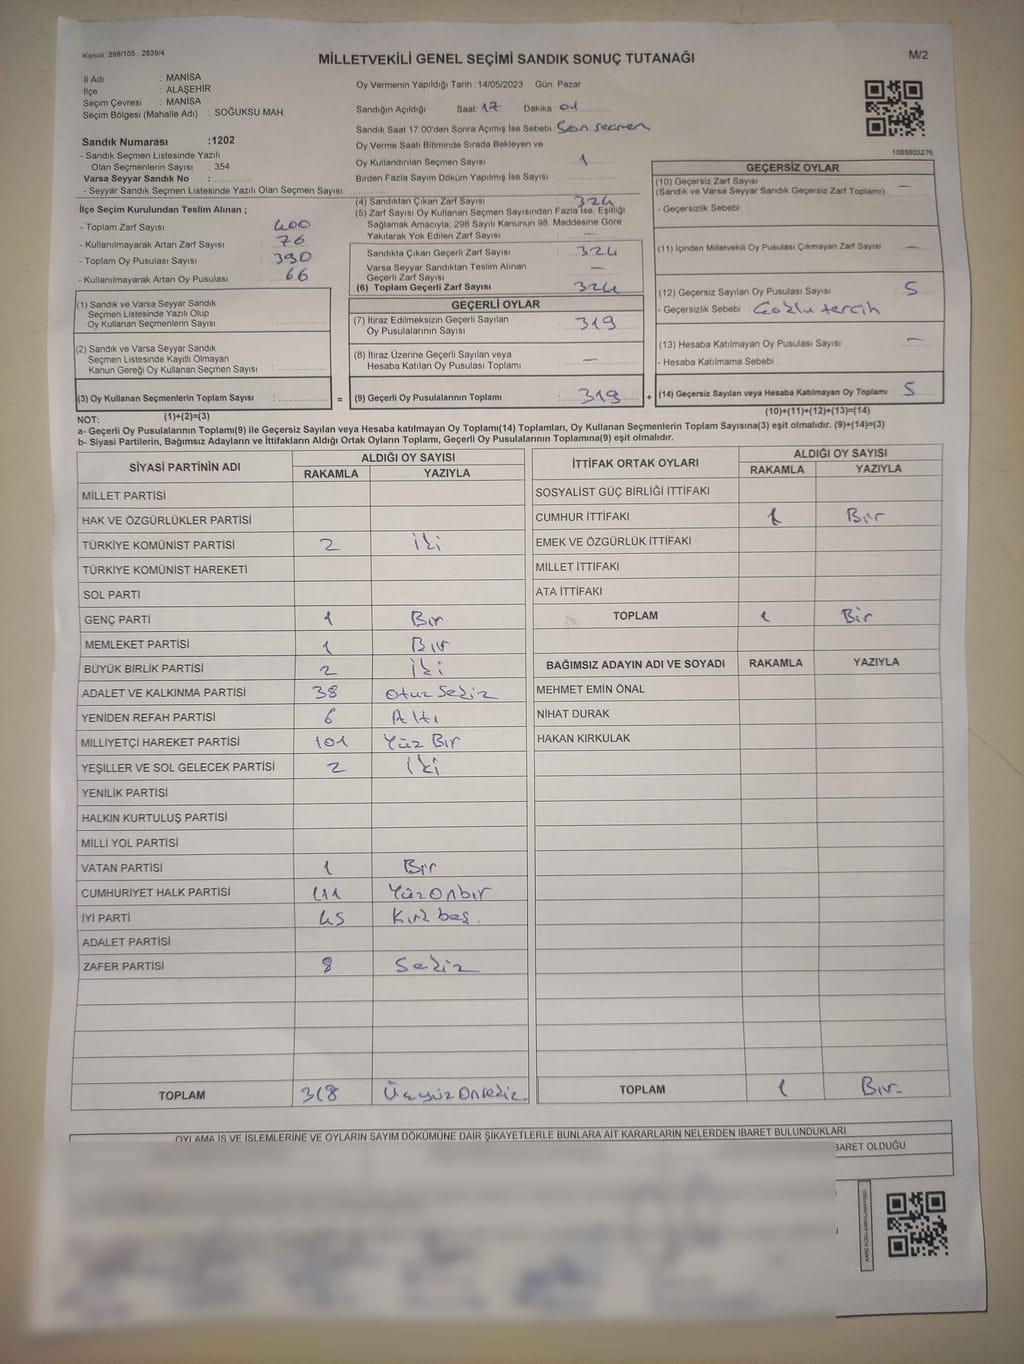 Kanun: 298/105 , 2839/4
MİLLETVEKİLİ GENEL SEÇİMİ SANDIK SONUÇ TUTANAĞI
M/2
İl Adı : MANİSA
İlçe : ALAŞEHİR
Seçim Çevresi : MANİSA
Seçim Bölgesi (Mahalle Adı) : SOĞUKSU MAH
Sandık Numarası :1202
- Sandık Seçmen Listesinde Yazılı
Olan Seçmenlerin Sayısı : 354
Varsa Seyyar Sandık No :
- Seyyar Sandık Seçmen Listesinde Yazılı Olan Seçmen Sayısı :
Oy Vermenin Yapıldığı Tarih : 14/05/2023 Gün: Pazar
Sandığın Açıldığı Saat: 17 Dakika : 01
Sandık Saat 17.00'den Sonra Açımış İse Sebebi : Son seçmen
Oy Verme Saati Bitiminde Sırada Bekleyen ve
Oy Kullandırılan Seçmen Sayısı : 1
Birden Fazla Sayım Döküm Yapılmış İse Sayısı :
1083803276
İlçe Seçim Kurulundan Teslim Alınan ;
- Toplam Zarf Sayısı : 400
- Kullanılmayarak Artan Zarf Sayısı : 76
- Toplam Oy Pusulası Sayısı : 390
- Kullanılmayarak Artan Oy Pusulası : 66
(1) Sandık ve Varsa Seyyar Sandık
Seçmen Listesinde Yazılı Olup
Oy Kullanan Seçmenlerin Sayısı :
(2) Sandık ve Varsa Seyyar Sandık
Seçmen Listesinde Kayıtlı Olmayan
Kanun Gereği Oy Kullanan Seçmen Sayısı :
(3) Oy Kullanan Seçmenlerin Toplam Sayısı : =
(1)+(2)=(3)
(4) Sandıktan Çıkan Zarf Sayısı : 324
(5) Zarf Sayısı Oy Kullanan Seçmen Sayısından Fazla İse, Eşitliği
Sağlamak Amacıyla, 298 Sayılı Kanunun 98. Maddesine Göre
Yakılarak Yok Edilen Zarf Sayısı : —
Sandıkta Çıkan Geçerli Zarf Sayısı : 324
Varsa Seyyar Sandıktan Teslim Alınan
Geçerli Zarf Sayısı : —
(6) Toplam Geçerli Zarf Sayısı : 324
GEÇERLİ OYLAR
(7) İtiraz Edilmeksizin Geçerli Sayılan
Oy Pusulalarının Sayısı : 319
(8) İtiraz Üzerine Geçerli Sayılan veya
Hesaba Katılan Oy Pusulası Toplamı : —
(9) Geçerli Oy Pusulalarının Toplamı : 319 +
GEÇERSİZ OYLAR
(10) Geçersiz Zarf Sayısı
(Sandık ve Varsa Seyyar Sandık Geçersiz Zarf Toplamı) : —
- Geçersizlik Sebebi :
(11) İçinden Milletvekili Oy Pusulası Çıkmayan Zarf Sayısı : —
(12) Geçersiz Sayılan Oy Pusulası Sayısı : 5
- Geçersizlik Sebebi : Çoklu tercih
(13) Hesaba Katılmayan Oy Pusulası Sayısı : —
- Hesaba Katılmama Sebebi :
(14) Geçersiz Sayılan veya Hesaba Katılmayan Oy Toplamı : 5
(10)+(11)+(12)+(13)=(14)
NOT:
a- Geçerli Oy Pusulasının Toplamı(9) ile Geçersiz Sayılan veya Hesaba katılmayan Oy Toplamı(14) Toplamları, Oy Kullanan Seçmenlerin Toplam Sayısına(3) eşit olmalıdır. (9)+(14)=(3)
b- Siyasi Partilerin, Bağımsız Adayların ve İttifakların Aldığı Ortak Oyların Toplamı, Geçerli Oy Pusulasının Toplamına(9) eşit olmalıdır.
SİYASİ PARTİNİN ADI ALDIĞI OY SAYISI
RAKAMLA YAZIYLA
MİLLET PARTİSİ
HAK VE ÖZGÜRLÜKLER PARTİSİ
TÜRKİYE KOMÜNİST PARTİSİ 2 İki
TÜRKİYE KOMÜNİST HAREKETİ
SOL PARTİ
GENÇ PARTİ 1 Bir
MEMLEKET PARTİSİ 1 Bir
BÜYÜK BİRLİK PARTİSİ 2 İki
ADALET VE KALKINMA PARTİSİ 38 otuz Sekiz
YENİDEN REFAH PARTİSİ 6 Altı
MİLLİYETÇİ HAREKET PARTİSİ 101 Yüz Bir
YEŞİLLER VE SOL GELECEK PARTİSİ 2 İki
YENİLİK PARTİSİ
HALKIN KURTULUŞ PARTİSİ
MİLLİ YOL PARTİSİ
VATAN PARTİSİ 1 Bir
CUMHURİYET HALK PARTİSİ 111 Yüz Onbir
İYİ PARTİ 45 Kırk beş.
ADALET PARTİSİ
ZAFER PARTİSİ 8 Sekiz
TOPLAM 318 Üçyüz Onsekiz
İTTİFAK ORTAK OYLARI ALDIĞI OY SAYISI
RAKAMLA YAZIYLA
SOSYALİST GÜÇ BİRLİĞİ İTTİFAKI
CUMHUR İTTİFAKI 1 Bir
EMEK VE ÖZGÜRLÜK İTTİFAKI
MİLLET İTTİFAKI
ATA İTTİFAKI
TOPLAM 1 Bir
BAĞIMSIZ ADAYIN ADI VE SOYADI RAKAMLA YAZIYLA
MEHMET EMİN ÖNAL
NİHAT DURAK
HAKAN KIRKULAK
TOPLAM 1 Bir
OYLAMA İŞ VE İŞLEMLERİNE VE OYLARIN SAYIM DÖKÜMÜNE DAİR ŞİKAYETLERLE BUNLARA AİT KARARLARIN NELERDEN İBARET BULUNDUKLARI
BARET OLDUĞU